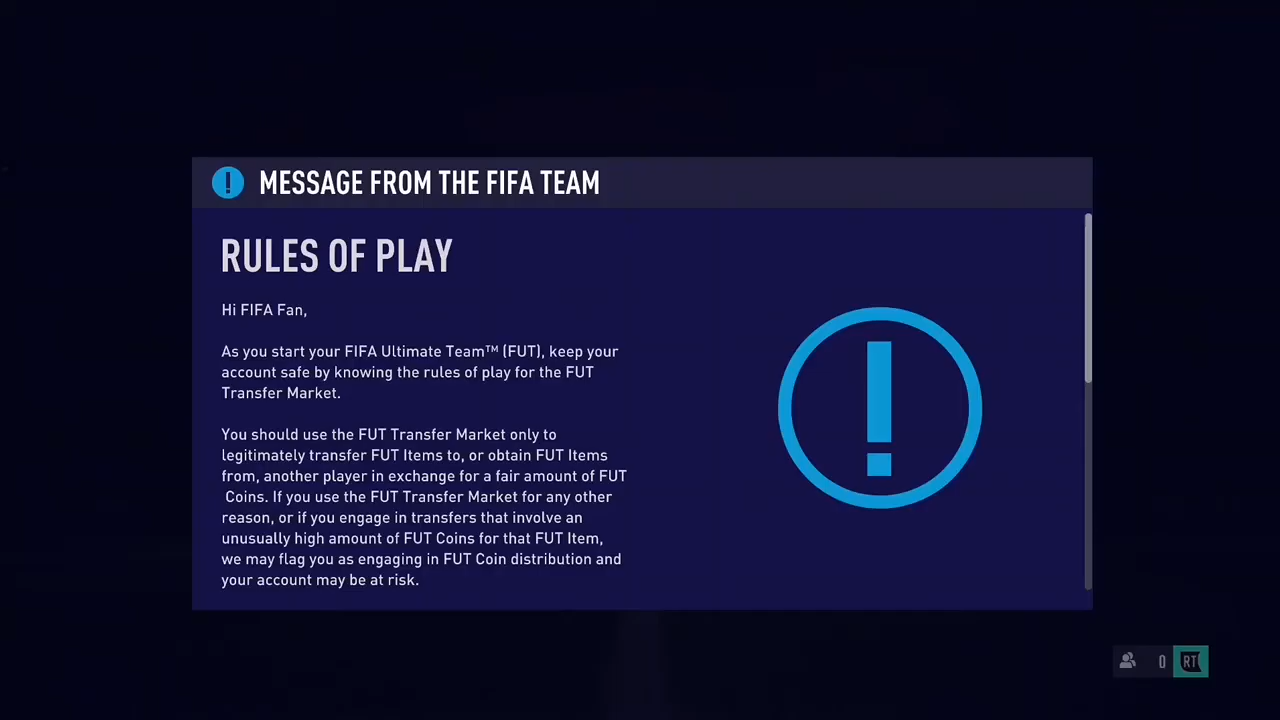 MESSAGE FROM THE FIFA TEAM
RULES OF PLAY
Hi FIFA Fan,
As you start your FIFA Ultimate Team™ (FUT), keep your
account safe by knowing the rules of play for the FUT
Transfer Market.
You should use the FUT Transfer Market only to
legitimately transfer FUT Items to, or obtain FUT Items
from, another player in exchange for a fair amount of FUT
Coins. If you use the FUT Transfer Market for any other
reason, or if you engage in transfers that involve an
unusually high amount of FUT Coins for that FUT Item,
we may flag you as engaging in FUT Coin distribution and
your account may be at risk.
0 RT